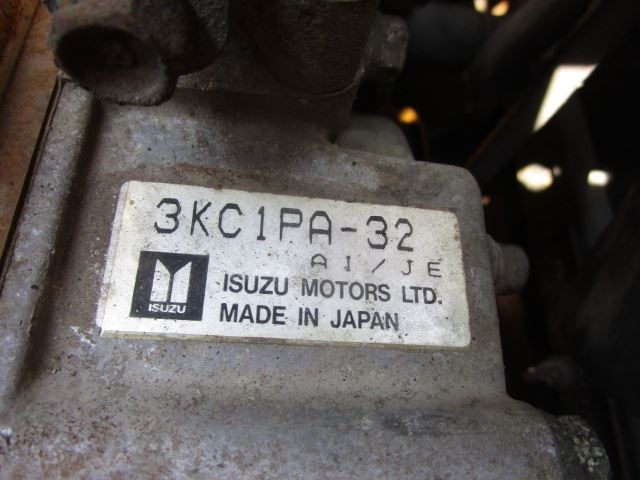 3KC1PA-32
AI/JE
ISUZU
ISUZU MOTORS LTD.
MADE IN JAPAN